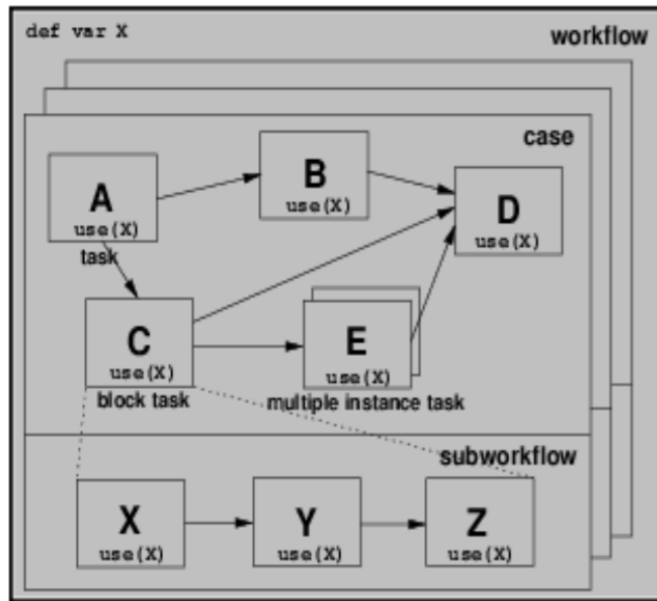 def var X
workflow
case
A
use(X)
task
B
use(X)
D
use(X)
C
use(X)
block task
E
use(X)
multiple instance task
subworkflow
X
use(X)
Y
use(X)
Z
use(X)